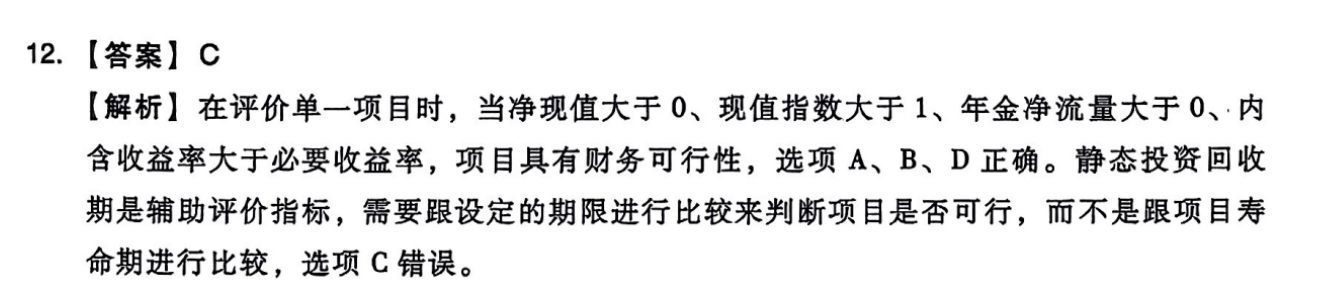 12. 【答案】C
【解析】在评价单一项目时，当净现值大于 0、现值指数大于 1、年金净流量大于 0、内
含收益率大于必要收益率，项目具有财务可行性，选项 A、B、D 正确。静态投资回收
期是辅助评价指标，需要跟设定的期限进行比较来判断项目是否可行，而不是跟项目寿
命期进行比较，选项 C 错误。